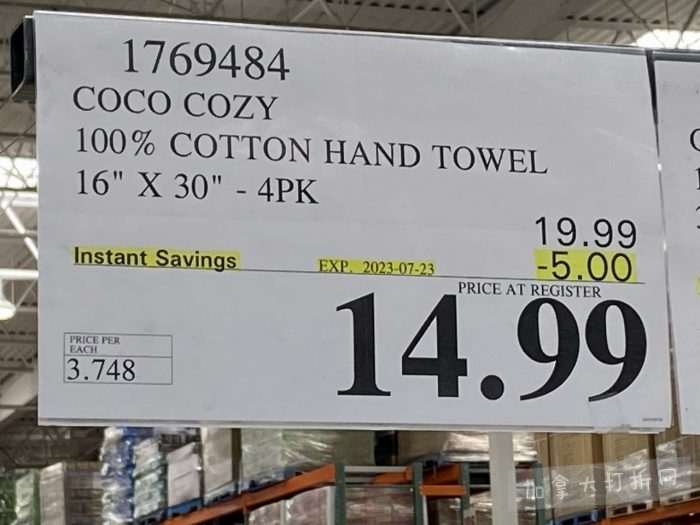 1769484
COCO COZY
100% COTTON HAND TOWEL
16" X 30" - 4PK
19.99
Instant Savings EXP. 2023-07-23 -5.00
PRICE AT REGISTER
14.99
PRICE PER
EACH
3.748
加拿大打折网